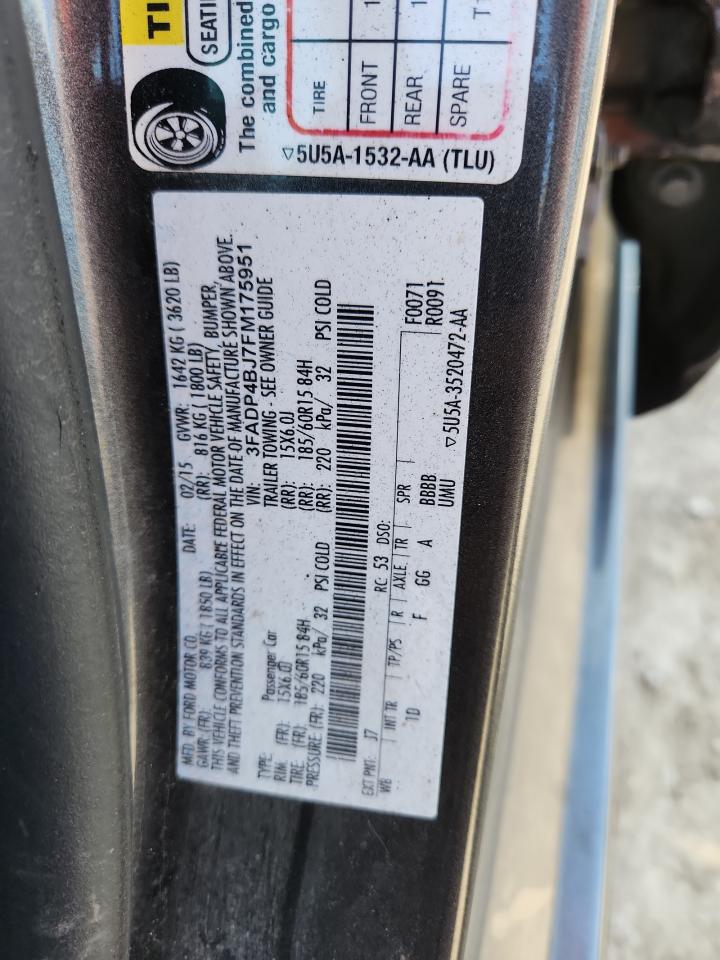 TI
SEATI
The combined
and cargo
TIRE
FRONT 1
REAR 1
SPARE T1
▽5U5A-1532-AA (TLU)
MFD. BY FORD MOTOR CO. DATE: 02/15 GVWR: 1642 KG ( 3620 LB)
GAWR: (FR): 839 KG ( 1850 LB) (RR): 816 KG ( 1800 LB)
THIS VEHICLE CONFORMS TO ALL APPLICABLE FEDERAL MOTOR VEHICLE SAFETY, BUMPER,
AND THEFT PREVENTION STANDARDS IN EFFECT ON THE DATE OF MANUFACTURE SHOWN ABOVE.
VIN: 3FADP4BJ7FM175951
TYPE: Passenger Car TRAILER TOWING - SEE OWNER GUIDE
RIM: (FR): 15X6.0J (RR): 15X6.0J
TIRE: (FR): 185/60R15 84H (RR): 185/60R15 84H
PRESSURE: (FR): 220 kPa/ 32 PSI COLD (RR): 220 kPa/ 32 PSI COLD
EXT PNT: J7 RC: 53 DSO: F0071
WB INT TR TP/PS R AXLE TR SPR R0091
1D F GG A BBBB
UMU
▽5U5A-3520472-AA